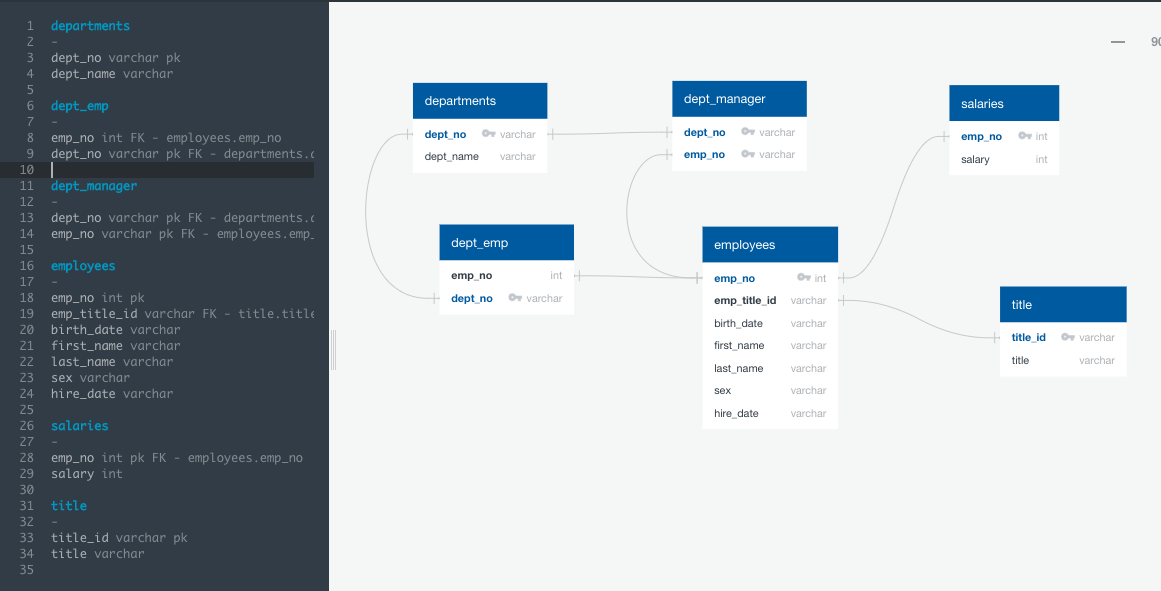 1 departments
2 -
3 dept_no varchar pk
4 dept_name varchar
5
6 dept_emp
7 -
8 emp_no int FK - employees.emp_no
9 dept_no varchar pk FK - departments.d
10
11 dept_manager
12 -
13 dept_no varchar pk FK - departments.d
14 emp_no varchar pk FK - employees.emp_
15
16 employees
17 -
18 emp_no int pk
19 emp_title_id varchar FK - title.title
20 birth_date varchar
21 first_name varchar
22 last_name varchar
23 sex varchar
24 hire_date varchar
25
26 salaries
27 -
28 emp_no int pk FK - employees.emp_no
29 salary int
30
31 title
32 -
33 title_id varchar pk
34 title varchar
35
90
departments
dept_no varchar
dept_name varchar
dept_manager
dept_no varchar
emp_no varchar
salaries
emp_no int
salary int
dept_emp
emp_no int
dept_no varchar
employees
emp_no int
emp_title_id varchar
birth_date varchar
first_name varchar
last_name varchar
sex varchar
hire_date varchar
title
title_id varchar
title varchar